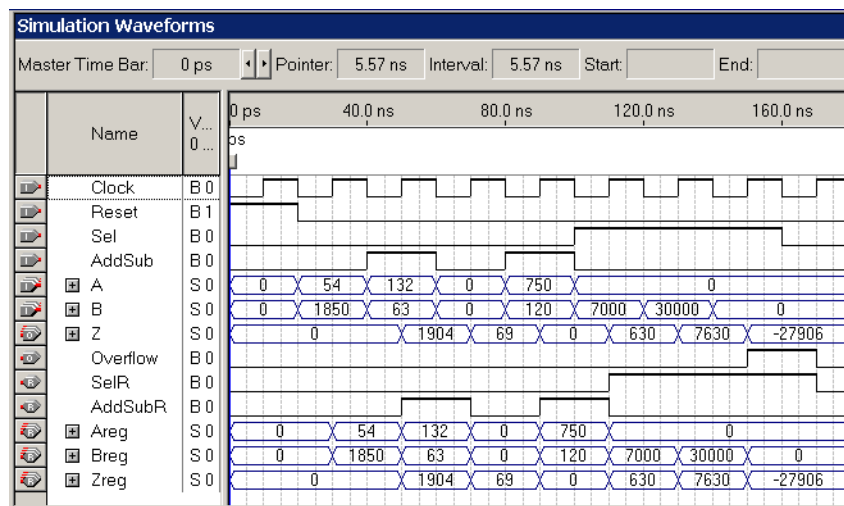 Simulation Waveforms
Master Time Bar: 0 ps Pointer: 5.57 ns Interval: 5.57 ns Start: End:
Name V... 0 ... 0 ps 40.0 ns 80.0 ns 120.0 ns 160.0 ns
ps
Clock B 0
Reset B 1
Sel B 0
AddSub B 0
A S 0 0 54 132 0 750 0
B S 0 0 1850 63 0 120 7000 30000 0
Z S 0 0 1904 69 0 630 7630 -27906
Overflow B 0
SelR B 0
AddSubR B 0
Areg S 0 0 54 132 0 750 0
Breg S 0 0 1850 63 0 120 7000 30000 0
Zreg S 0 0 1904 69 0 630 7630 -27906